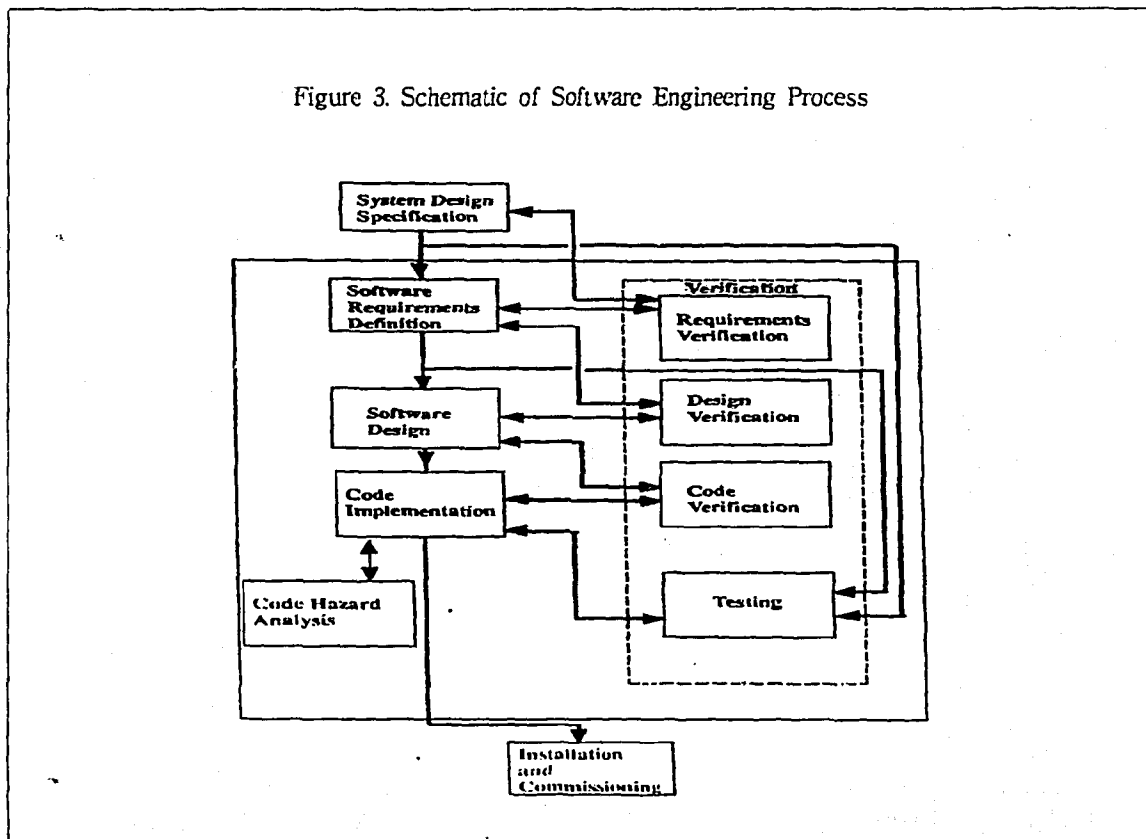 Figure 3. Schematic of Software Engineering Process
System Design
Specification
Software
Requirements
Definition
Verification
Requirements
Verification
Software
Design
Design
Verification
Code
Implementation
Code
Verification
Code Hazard
Analysis
Testing
Installation
and
Commissioning